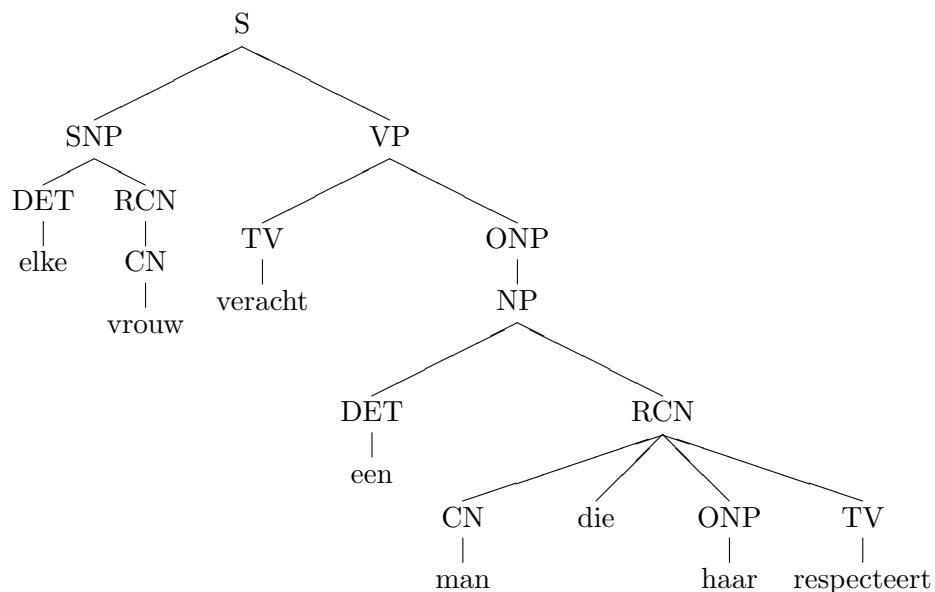 S
SNP VP
DET RCN
elke CN
TV ONP
veracht NP
vrouw
DET RCN
een
CN die ONP TV
man haar respecteert